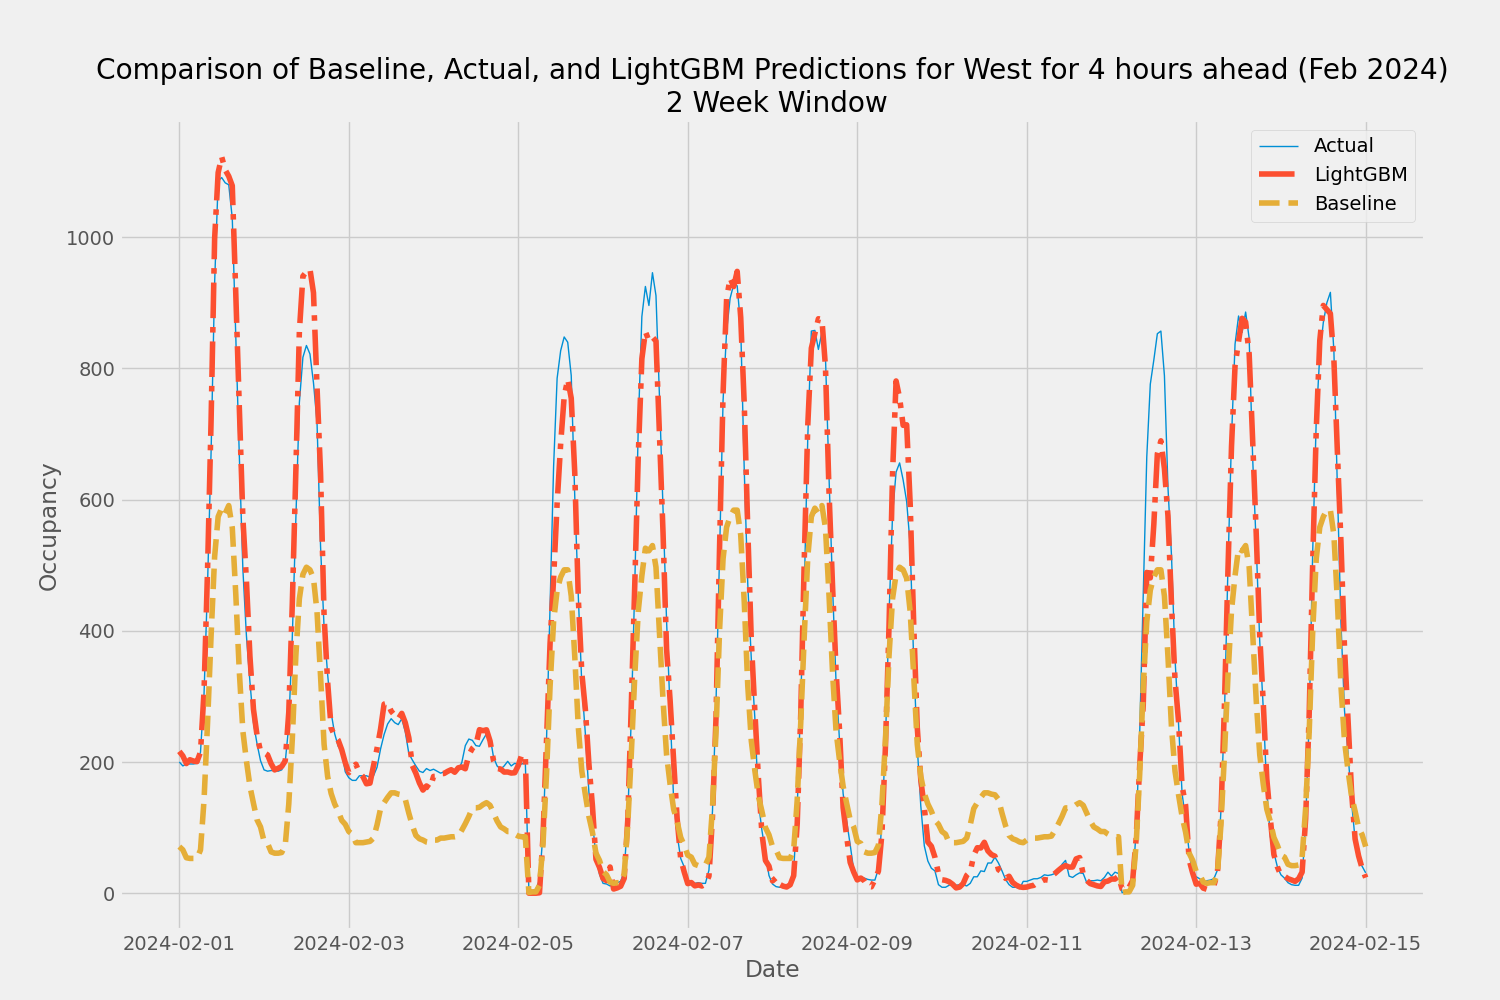 Comparison of Baseline, Actual, and LightGBM Predictions for West for 4 hours ahead (Feb 2024)
2 Week Window
Actual
LightGBM
Baseline
1000
800
600
400
200
0
Occupancy
2024-02-01
2024-02-03
2024-02-05
2024-02-07
2024-02-09
2024-02-11
2024-02-13
2024-02-15
Date